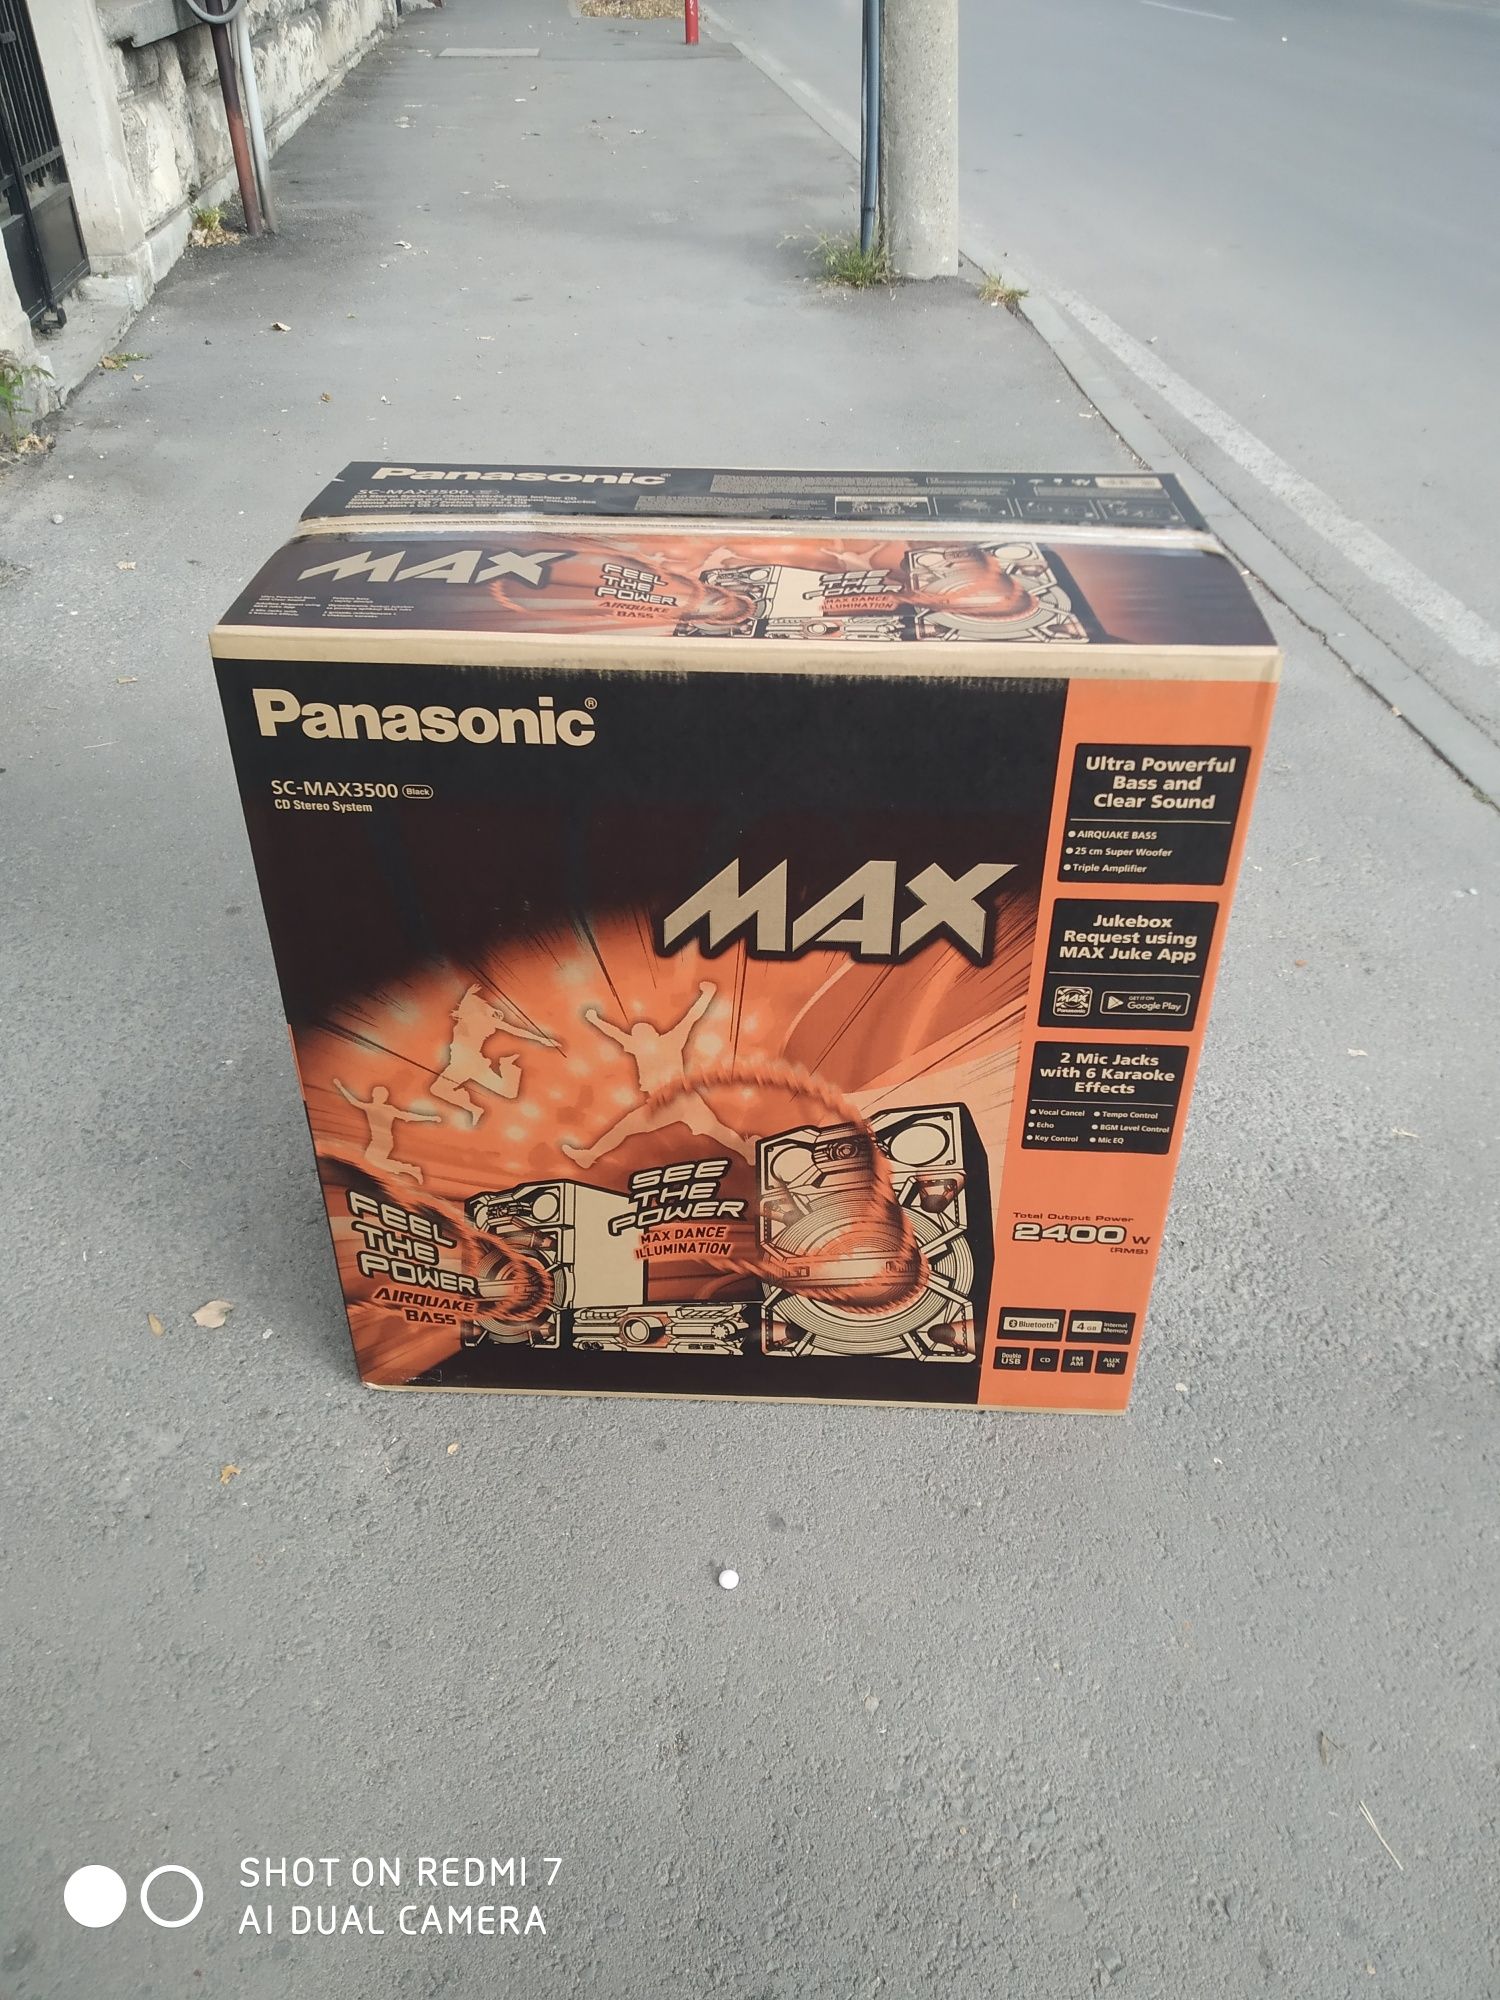 Panasonic
SC-MAX3500
MAX
FEEL
THE
POWER
AIRQUAKE
BASS
SEE
THE
POWER
MAX DANCE
ILLUMINATION
Panasonic®
SC-MAX3500 Black
CD Stereo System
MAX
FEEL
THE
POWER
AIRQUAKE
BASS
SEE
THE
POWER
MAX DANCE
ILLUMINATION
Ultra Powerful
Bass and
Clear Sound
● AIRQUAKE BASS
● 25 cm Super Woofer
● Triple Amplifier
Jukebox
Request using
MAX Juke App
MAX
Panasonic
GET IT ON
Google Play
2 Mic Jacks
with 6 Karaoke
Effects
● Vocal Cancel ● Tempo Control
● Echo ● BGM Level Control
● Key Control ● Mic EQ
Total Output Power
2400 W
(RMS)
Bluetooth®
4 GB Internal Memory
Double USB
CD
FM AM
AUX IN
SHOT ON REDMI 7
AI DUAL CAMERA